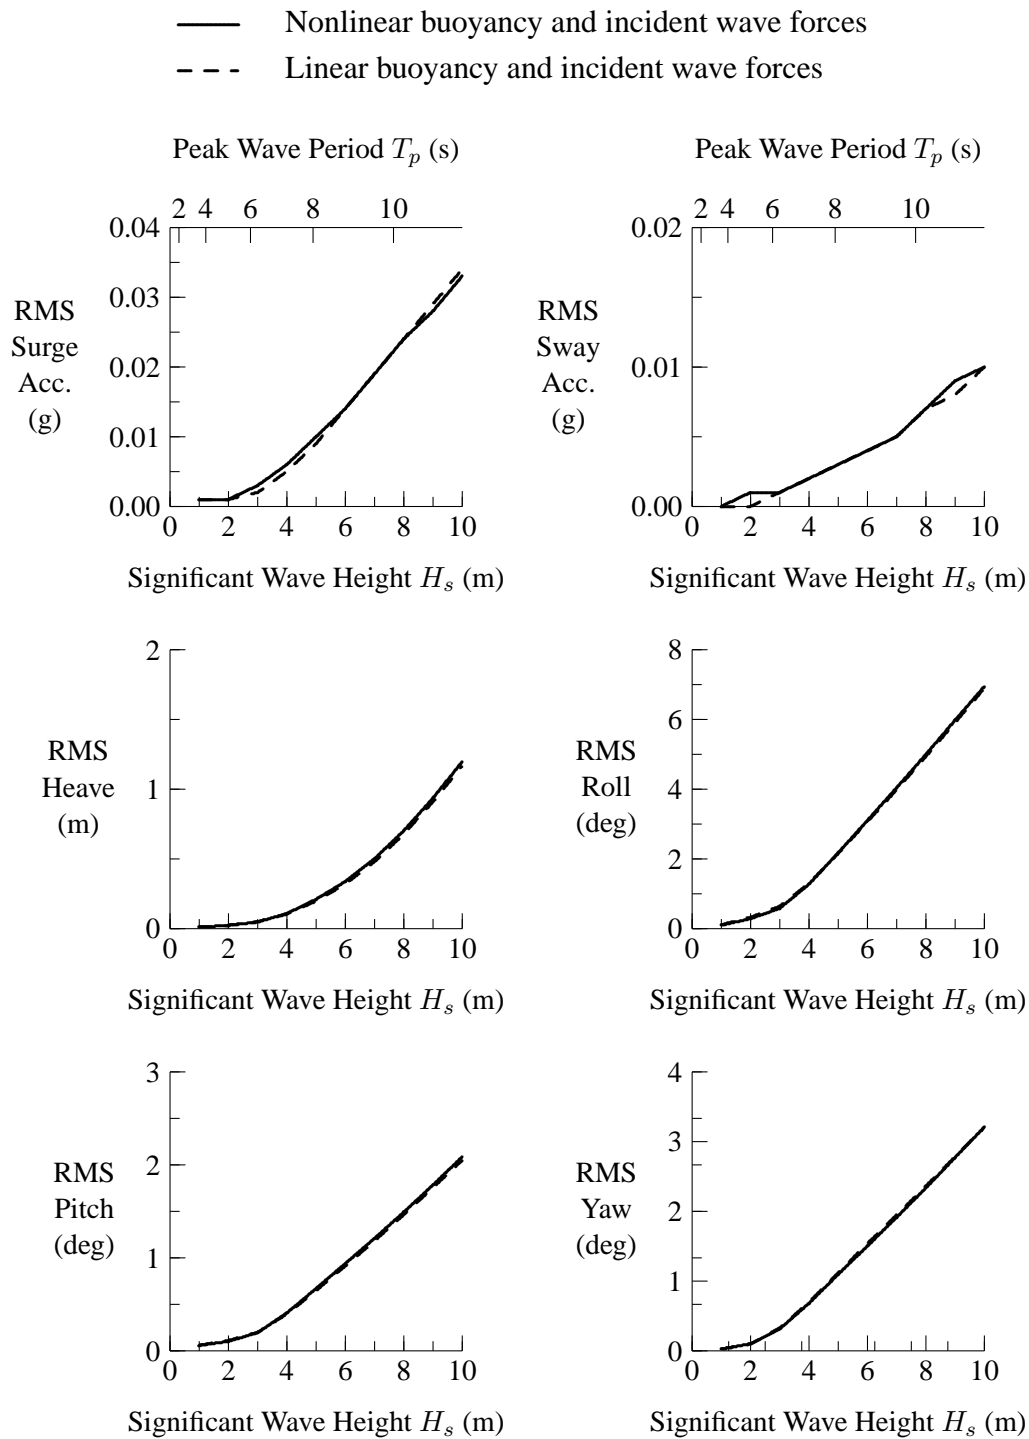 Nonlinear buoyancy and incident wave forces
Linear buoyancy and incident wave forces
Peak Wave Period T_p (s)
2 4 6 8 10
0.04
0.03
0.02
0.01
0.00
RMS
Surge
Acc.
(g)
0 2 4 6 8 10
Significant Wave Height H_s (m)
Peak Wave Period T_p (s)
2 4 6 8 10
0.02
0.01
0.00
RMS
Sway
Acc.
(g)
0 2 4 6 8 10
Significant Wave Height H_s (m)
2
1
0
RMS
Heave
(m)
0 2 4 6 8 10
Significant Wave Height H_s (m)
8
6
4
2
0
RMS
Roll
(deg)
0 2 4 6 8 10
Significant Wave Height H_s (m)
3
2
1
0
RMS
Pitch
(deg)
0 2 4 6 8 10
Significant Wave Height H_s (m)
4
3
2
1
0
RMS
Yaw
(deg)
0 2 4 6 8 10
Significant Wave Height H_s (m)